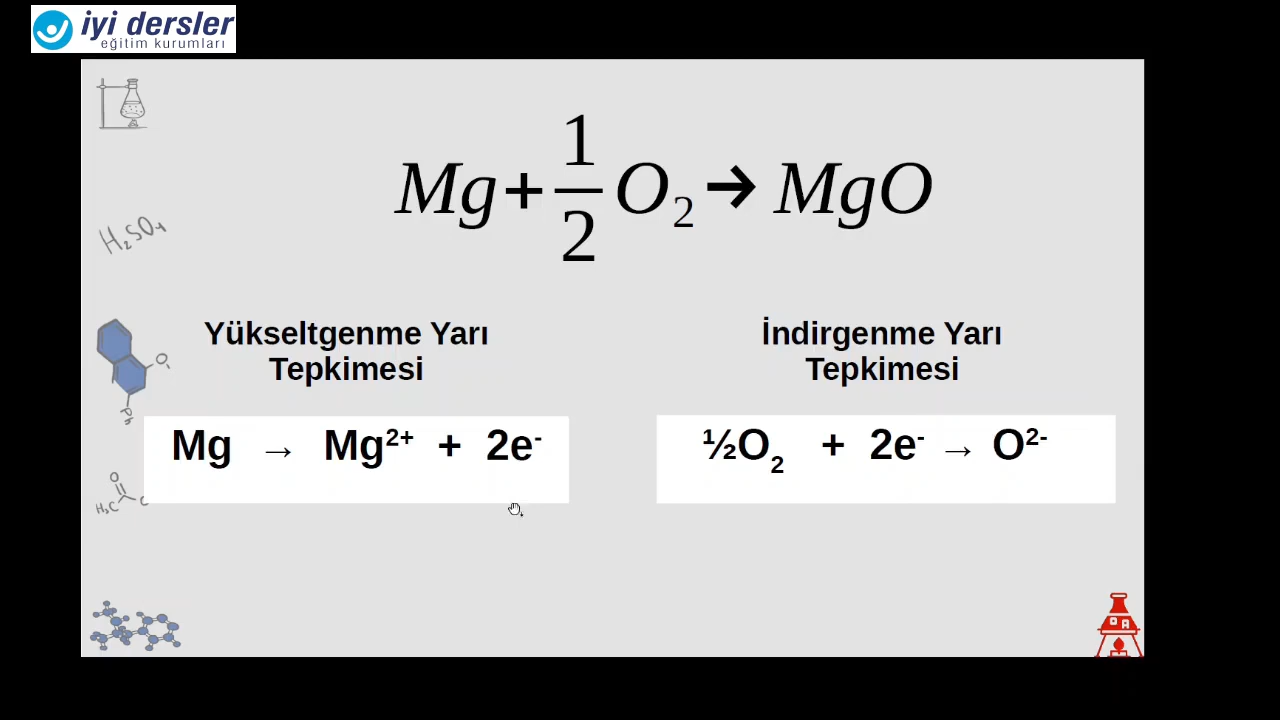 iyi dersler
eğitim kurumları
Mg + 1/2 O₂ → MgO
H₂SO₄
Yükseltgenme Yarı
Tepkimesi
İndirgenme Yarı
Tepkimesi
Mg → Mg²⁺ + 2e⁻
½O₂ + 2e⁻ → O²⁻
O
H₃C